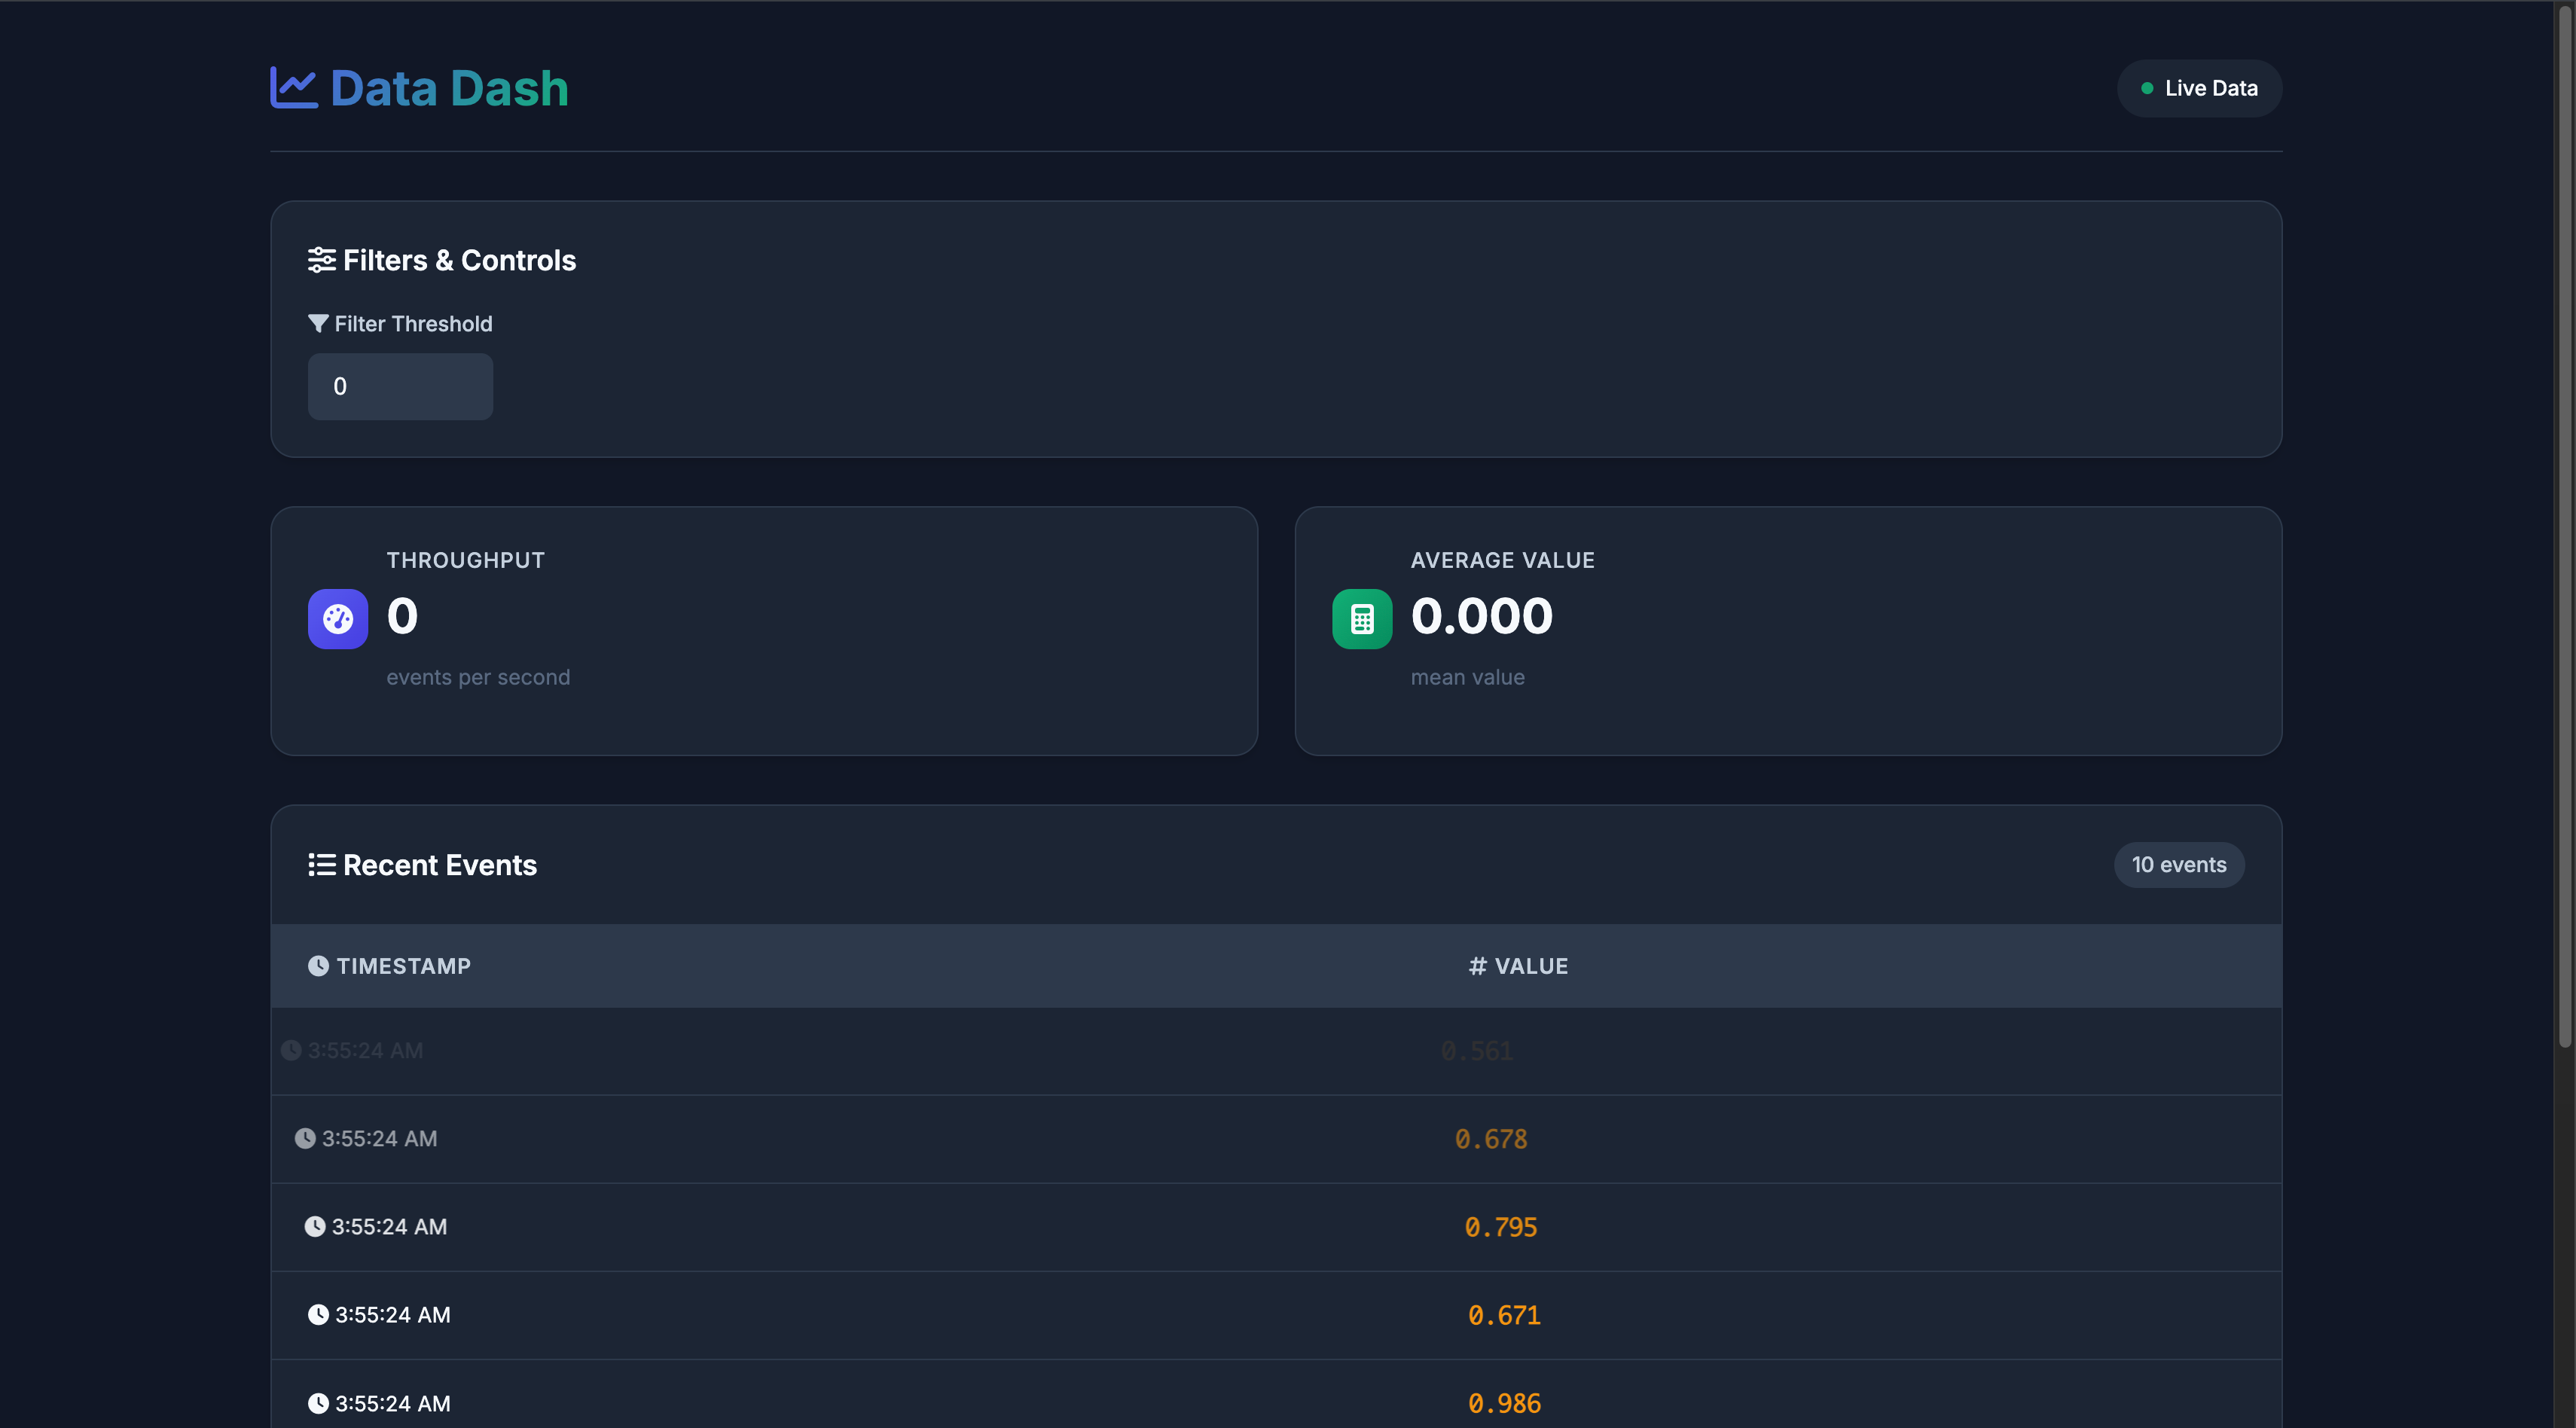 Data Dash
Live Data
Filters & Controls
Filter Threshold
0
THROUGHPUT
0
events per second
AVERAGE VALUE
0.000
mean value
Recent Events
10 events
TIMESTAMP
# VALUE
3:55:24 AM 0.561
3:55:24 AM 0.678
3:55:24 AM 0.795
3:55:24 AM 0.671
3:55:24 AM 0.986